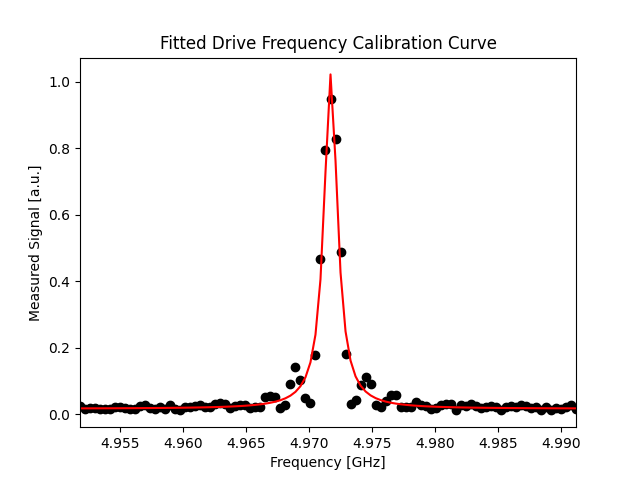 Fitted Drive Frequency Calibration Curve
Measured Signal [a.u.]
1.0
0.8
0.6
0.4
0.2
0.0
4.955 4.960 4.965 4.970 4.975 4.980 4.985 4.990
Frequency [GHz]